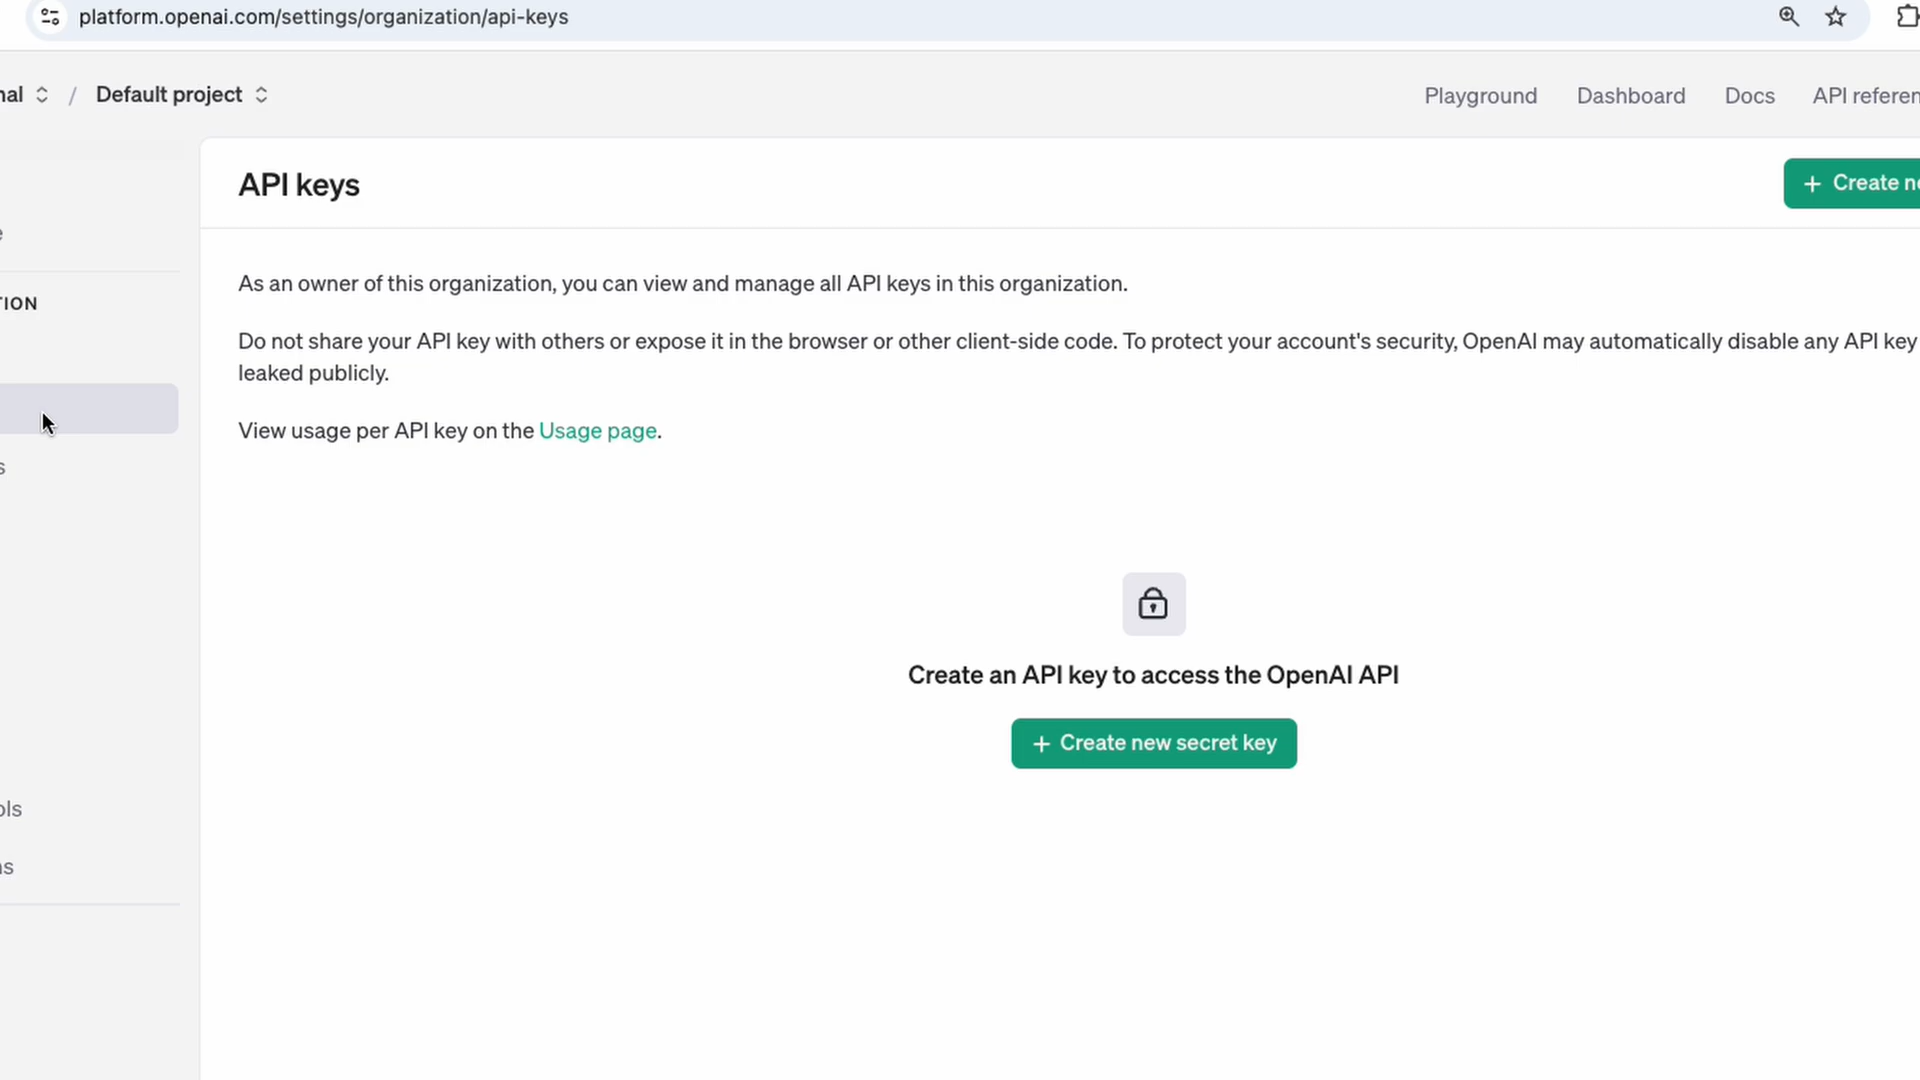 platform.openai.com/settings/organization/api-keys
/ Default project
Playground Dashboard Docs API
API keys
+ Create
As an owner of this organization, you can view and manage all API keys in this organization.
Do not share your API key with others or expose it in the browser or other client-side code. To protect your account's security, OpenAI may automatically disable any API key
leaked publicly.
View usage per API key on the Usage page.
Create an API key to access the OpenAI API
+ Create new secret key